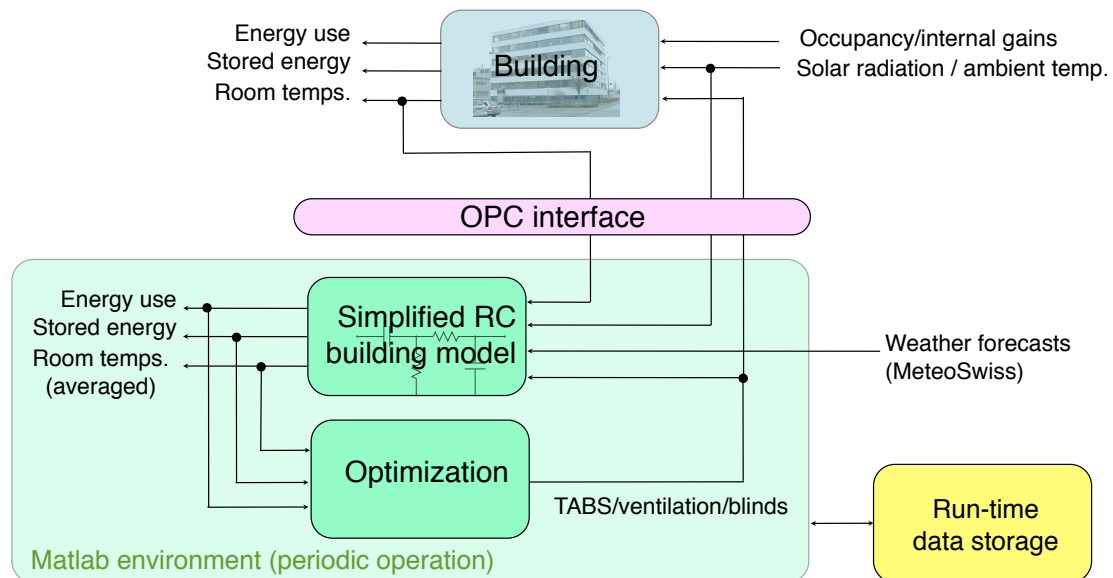 Energy use
Stored energy
Room temps.
Building
Occupancy/internal gains
Solar radiation / ambient temp.
OPC interface
Energy use
Stored energy
Room temps.
(averaged)
Simplified RC
building model
Weather forecasts
(MeteoSwiss)
Optimization
TABS/ventilation/blinds
Run-time
data storage
Matlab environment (periodic operation)